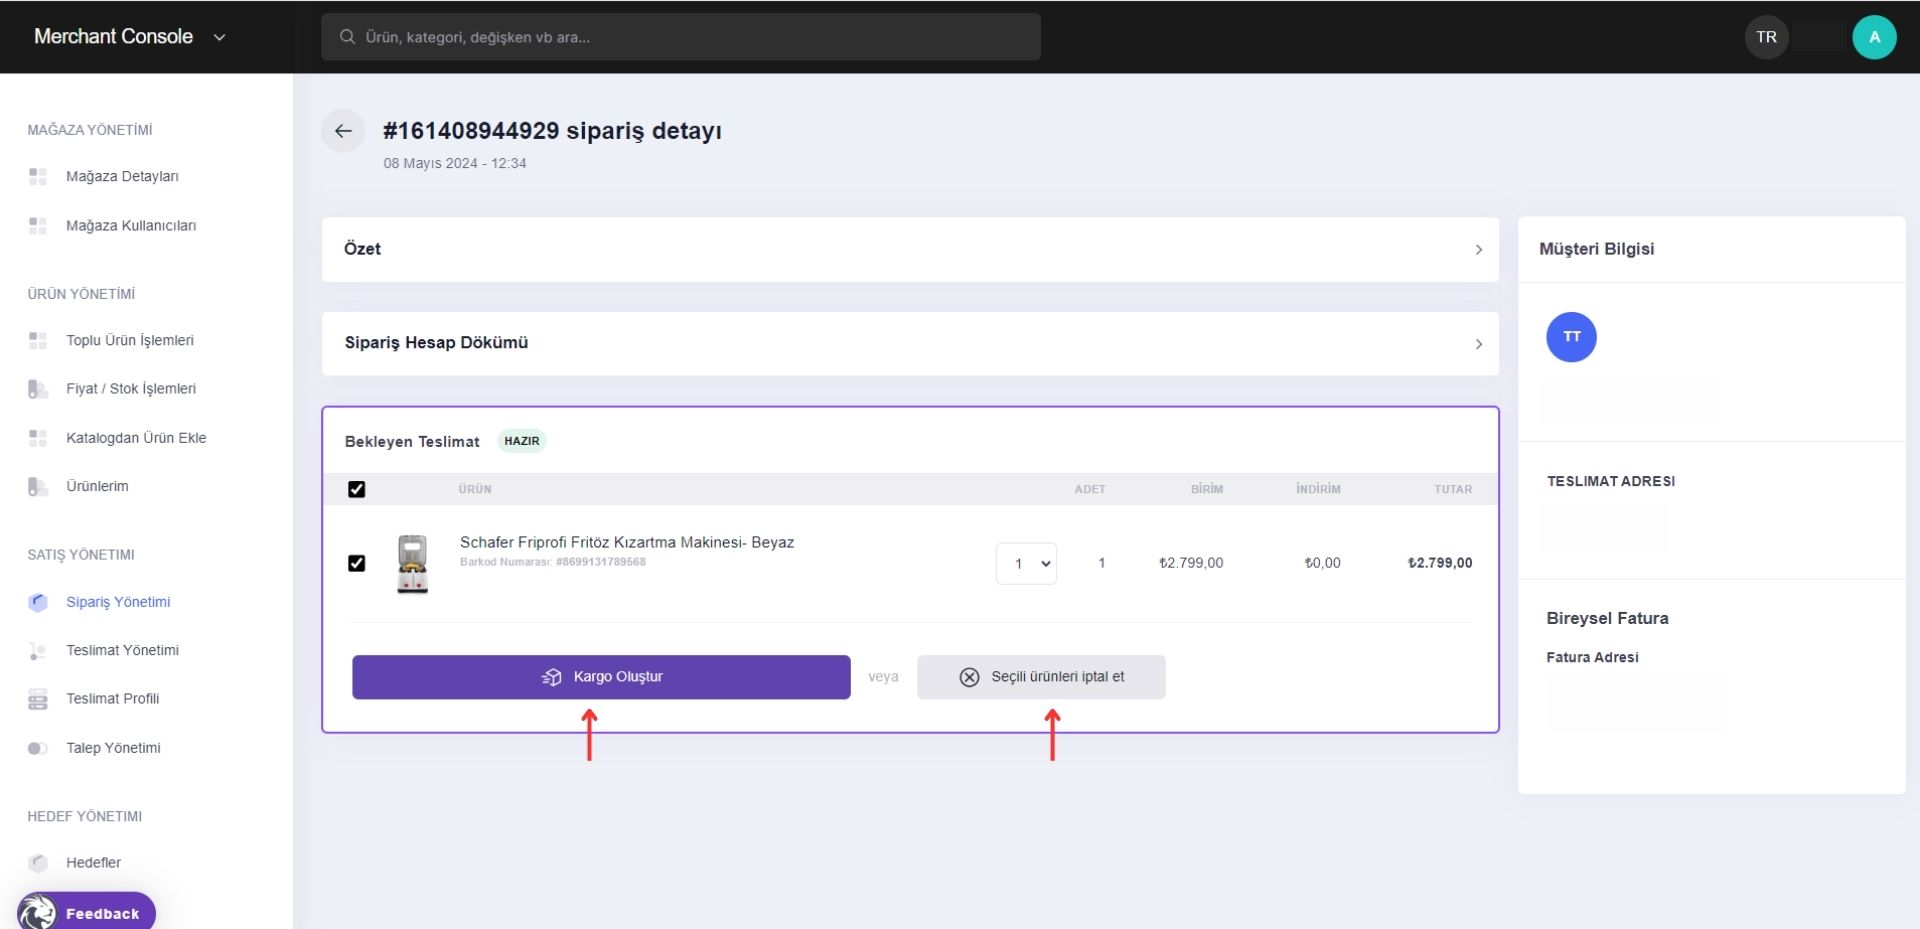 Merchant Console
Ürün, kategori, değişken vb ara...
TR
A
MAĞAZA YÖNETİMİ
Mağaza Detayları
Mağaza Kullanıcıları
ÜRÜN YÖNETİMİ
Toplu Ürün İşlemleri
Fiyat / Stok İşlemleri
Katalogdan Ürün Ekle
Ürünlerim
SATIŞ YÖNETIMI
Sipariş Yönetimi
Teslimat Yönetimi
Teslimat Profili
Talep Yönetimi
HEDEF YÖNETIMI
Hedefler
Feedback
#161408944929 sipariş detayı
08 Mayıs 2024 - 12:34
Özet
Sipariş Hesap Dökümü
Bekleyen Teslimat HAZIR
ÜRÜN ADET BİRİM İNDİRİM TUTAR
Schafer Friprofi Fritöz Kızartma Makinesi- Beyaz
Barkod Numarası: #8699131789568
1 1 ₺2.799,00 ₺0,00 ₺2.799,00
Kargo Oluştur veya Seçili ürünleri iptal et
Müşteri Bilgisi
TT
TESLIMAT ADRESI
Bireysel Fatura
Fatura Adresi